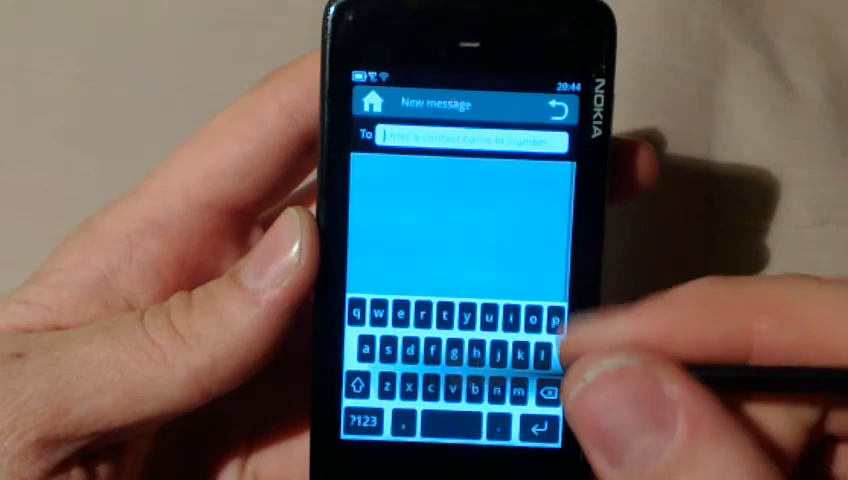 20:44
New message
To
Enter a contact name or number
NOKIA
q w e r t y u i o p
a s d f g h j k l
z x c v b n m
?123 , .